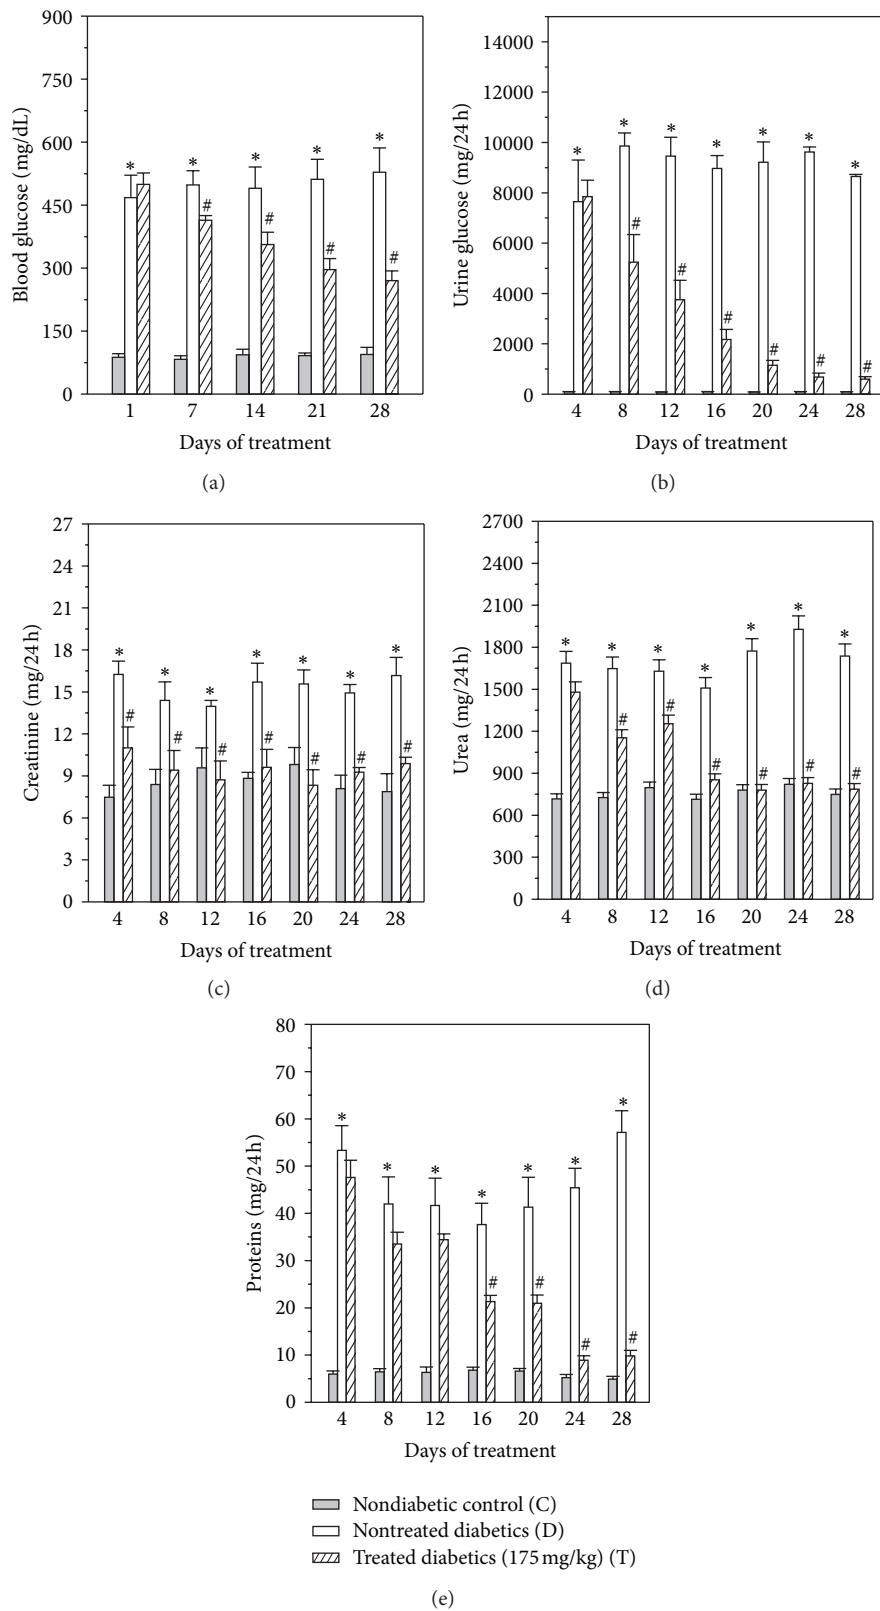 900
750
600
450
300
150
0
Blood glucose (mg/dL)
* * * * *
# # # #
1 7 14 21 28
Days of treatment
(a)
14000
12000
10000
8000
6000
4000
2000
0
Urine glucose (mg/24 h)
* * * * * * *
# # # # # #
4 8 12 16 20 24 28
Days of treatment
(b)
27
24
21
18
15
12
9
6
3
0
Creatinine (mg/24 h)
* * * * * * *
# # # # # # #
4 8 12 16 20 24 28
Days of treatment
(c)
2700
2400
2100
1800
1500
1200
900
600
300
0
Urea (mg/24 h)
* * * * * * *
# # # # # #
4 8 12 16 20 24 28
Days of treatment
(d)
80
70
60
50
40
30
20
10
0
Proteins (mg/24 h)
* * * * * * *
# # # #
4 8 12 16 20 24 28
Days of treatment
Nondiabetic control (C)
Nontreated diabetics (D)
Treated diabetics (175 mg/kg) (T)
(e)